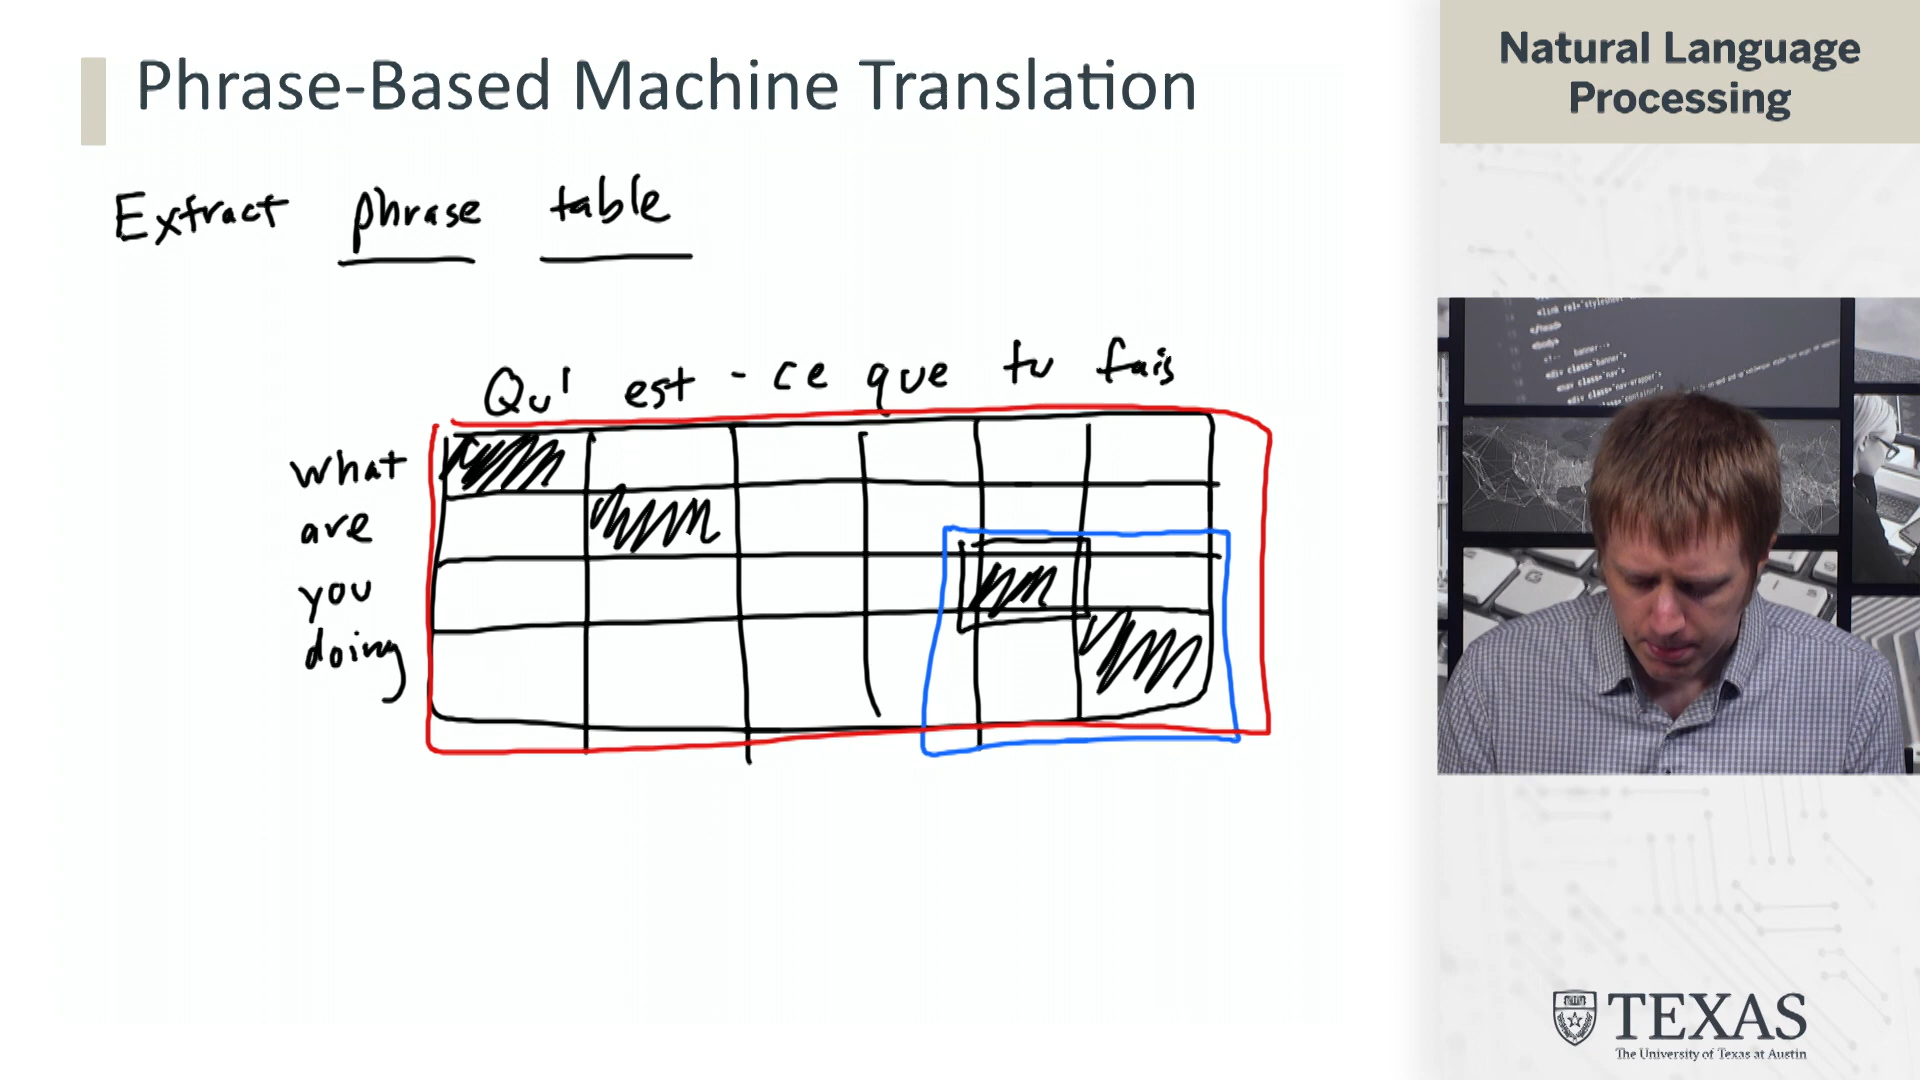 Phrase-Based Machine Translation
Natural Language
Processing
Extract phrase table
Qu' est - ce que tu fais
what
are
you
doing
TEXAS
The University of Texas at Austin